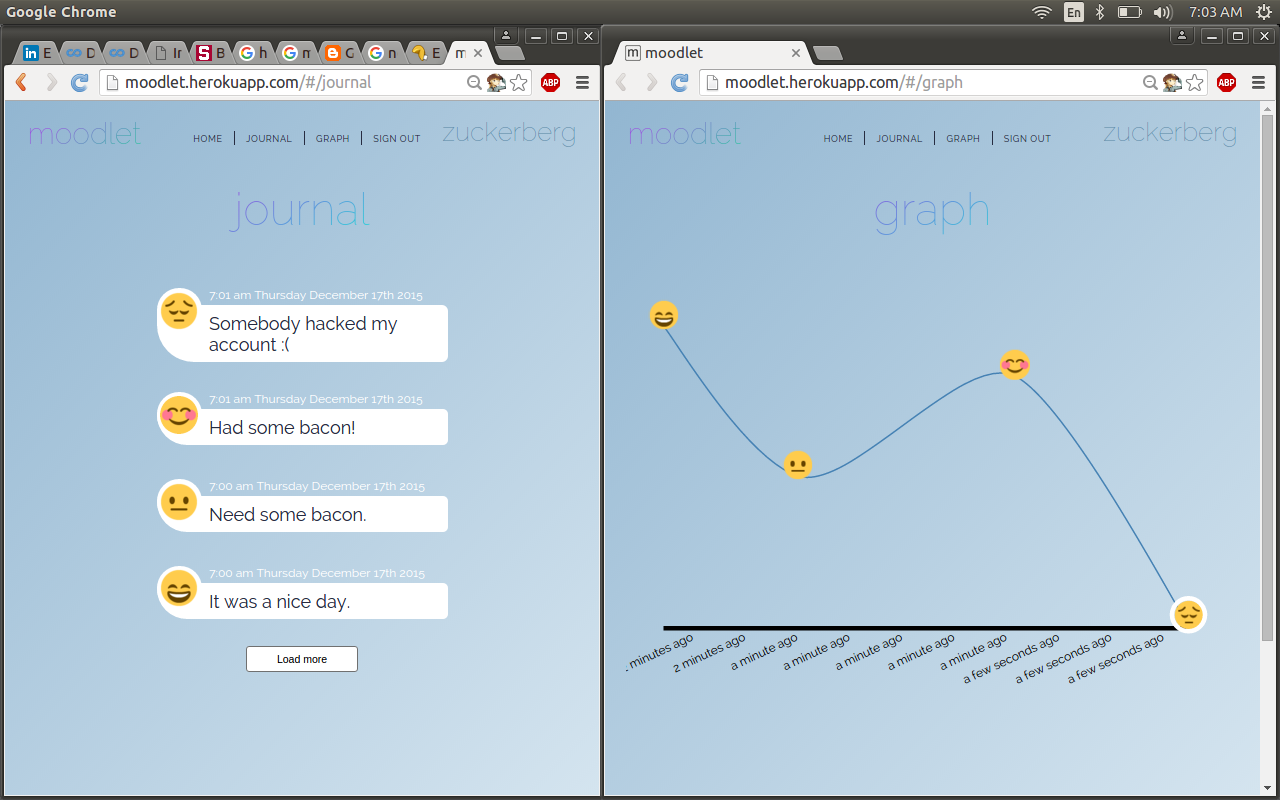 Google Chrome
En
7:03 AM
E
D
D
Ir
B
h
n
G
n
E
m
moodlet.herokuapp.com/#/journal
ABP
moodlet
HOME
JOURNAL
GRAPH
SIGN OUT
zuckerberg
journal
7:01 am Thursday December 17th 2015
Somebody hacked my
account :(
7:01 am Thursday December 17th 2015
Had some bacon!
7:00 am Thursday December 17th 2015
Need some bacon.
7:00 am Thursday December 17th 2015
It was a nice day.
Load more
m moodlet
moodlet.herokuapp.com/#/graph
ABP
moodlet
HOME
JOURNAL
GRAPH
SIGN OUT
zuckerberg
graph
minutes ago
2 minutes ago
a minute ago
a minute ago
a minute ago
a minute ago
a minute ago
a few seconds ago
a few seconds ago
a few seconds ago